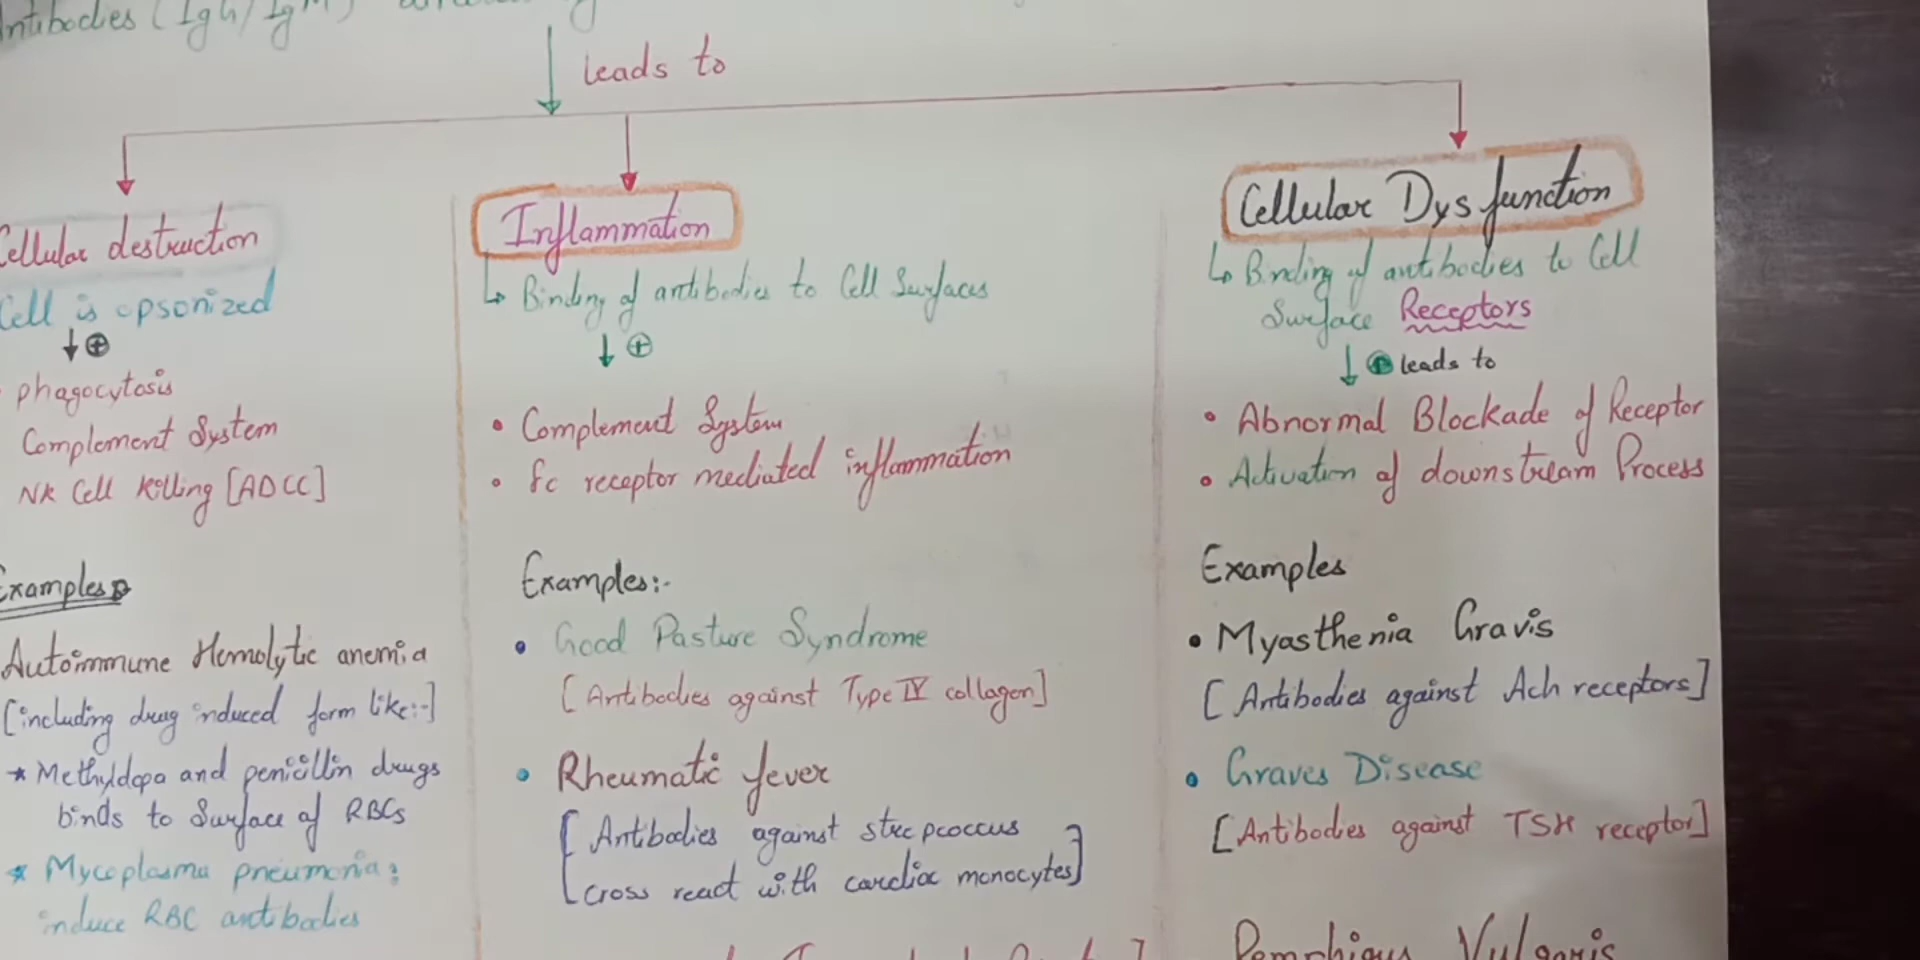 Antibodies (IgG/IgM)
leads to
Cellular destruction
Cell is opsonized
⊕
phagocytosis
Complement System
NK Cell Killing [ADCC]
Examples
Autoimmune Hemolytic anemia
[including drug induced form like:-]
* Methyldopa and penicillin drugs
binds to Surface of RBCs
* Mycoplasma pneumonia:
induce RBC antibodies
Inflammation
↳ Binding of antibodies to Cell Surfaces
↓ ⊕
• Complement System
• Fc receptor mediated inflammation
Examples:-
• Good Pasture Syndrome
[Antibodies against Type IV collagen]
• Rheumatic fever
[Antibodies against strepcoccus
cross react with cardiac monocytes]
Cellular Dysfunction
↳ Binding of antibodies to Cell
Surface Receptors
↓ leads to
• Abnormal Blockade of Receptor
• Activation of downstream Process
Examples
• Myasthenia Gravis
[Antibodies against Ach receptors]
• Graves Disease
[Antibodies against TSH receptor]
Pemphigus Vulgaris